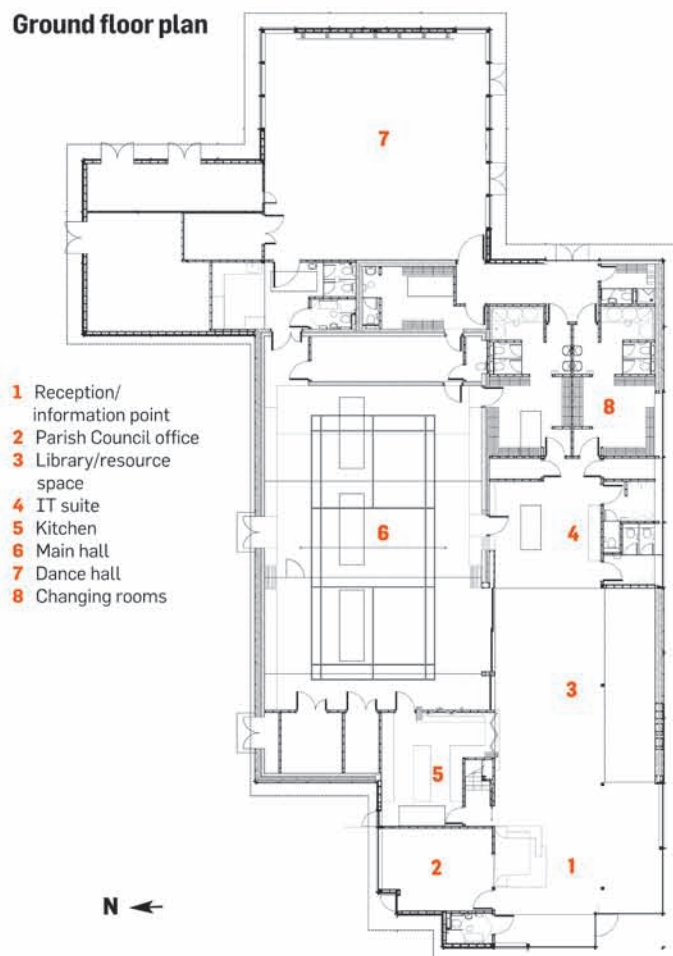 Ground floor plan
7
1 Reception/
information point
2 Parish Council office
3 Library/resource
space
4 IT suite
5 Kitchen
6 Main hall
7 Dance hall
8 Changing rooms
8
6
4
3
5
2
1
N